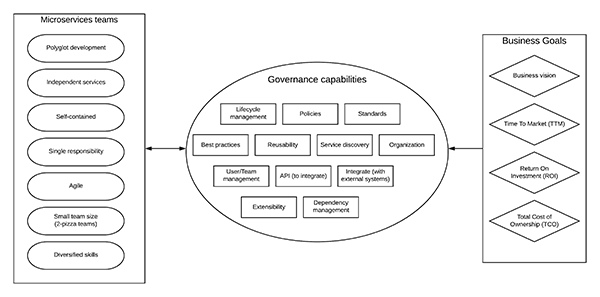 Microservices teams
Polyglot development
Independent services
Self-contained
Single responsibility
Agile
Small team size
(2-pizza teams)
Diversified skills
Governance capabilities
Lifecycle
management
Policies
Standards
Best practices
Reusability
Service discovery
Organization
User/Team
management
API (to integrate)
Integrate (with
external systems)
Extensibility
Dependency
management
Business Goals
Business vision
Time To Market (TTM)
Return On
Investment (ROI)
Total Cost of
Ownership (TCO)